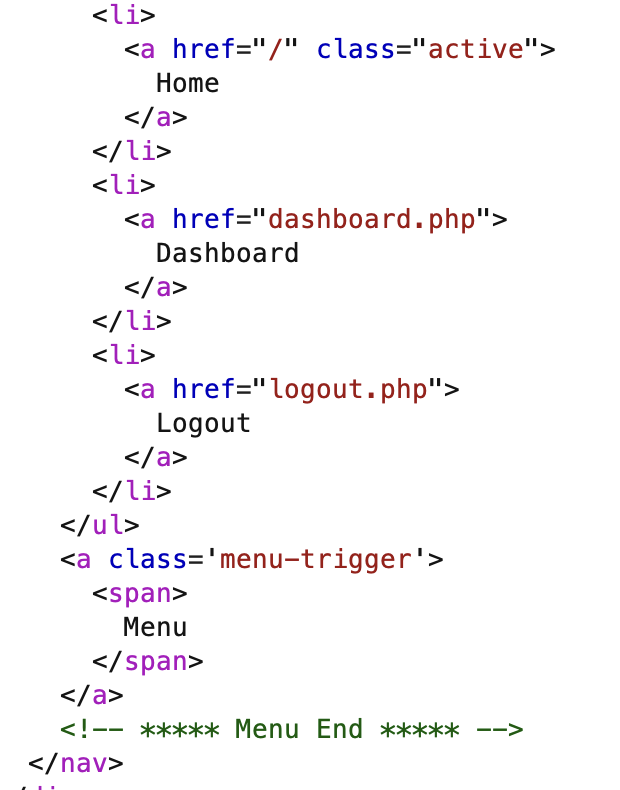 <li>
<a href="/" class="active">
Home
</a>
</li>
<li>
<a href="dashboard.php">
Dashboard
</a>
</li>
<li>
<a href="logout.php">
Logout
</a>
</li>
</ul>
<a class='menu-trigger'>
<span>
Menu
</span>
</a>
<!-- ***** Menu End ***** -->
</nav>